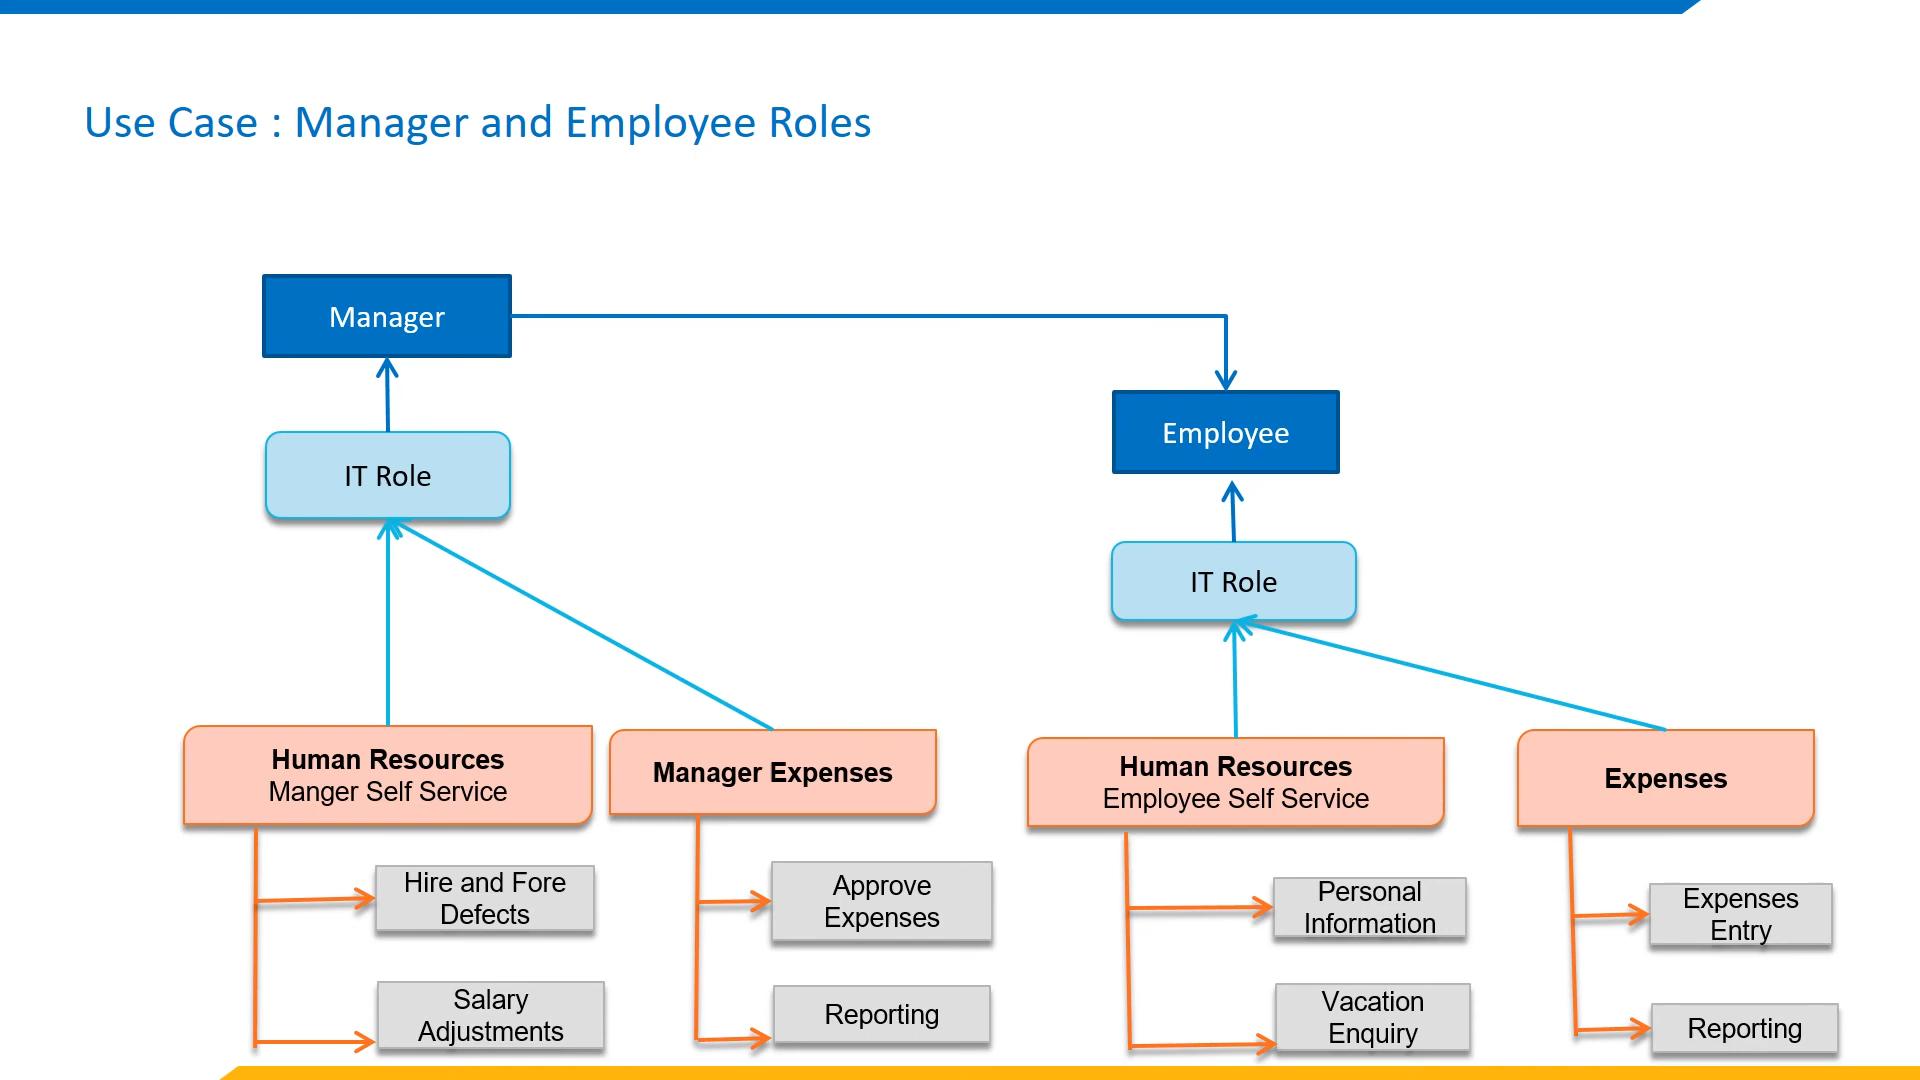 Use Case : Manager and Employee Roles
Manager
Employee
IT Role
IT Role
Human Resources
Manger Self Service
Manager Expenses
Human Resources
Employee Self Service
Expenses
Hire and Fore
Defects
Approve
Expenses
Personal
Information
Expenses
Entry
Salary
Adjustments
Reporting
Vacation
Enquiry
Reporting